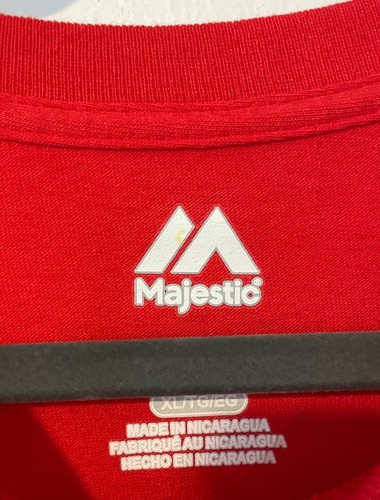 Majestic
XL/TG/EG
MADE IN NICARAGUA
FABRIQUÉ AU NICARAGUA
HECHO EN NICARAGUA